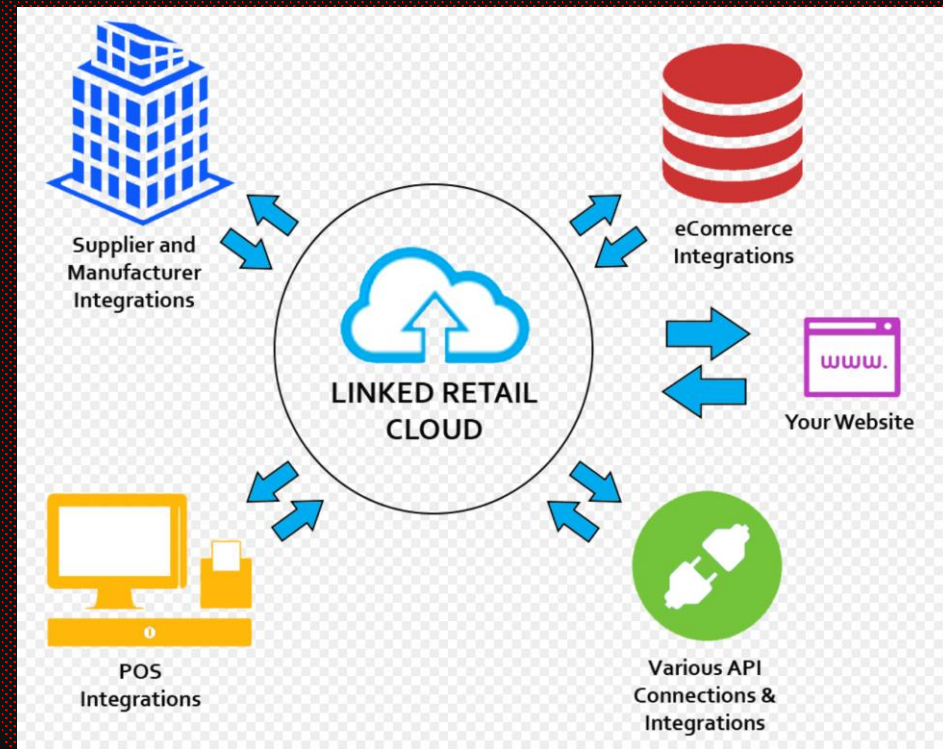 Supplier and
Manufacturer
Integrations
eCommerce
Integrations
LINKED RETAIL
CLOUD
www.
Your Website
POS
Integrations
Various API
Connections &
Integrations